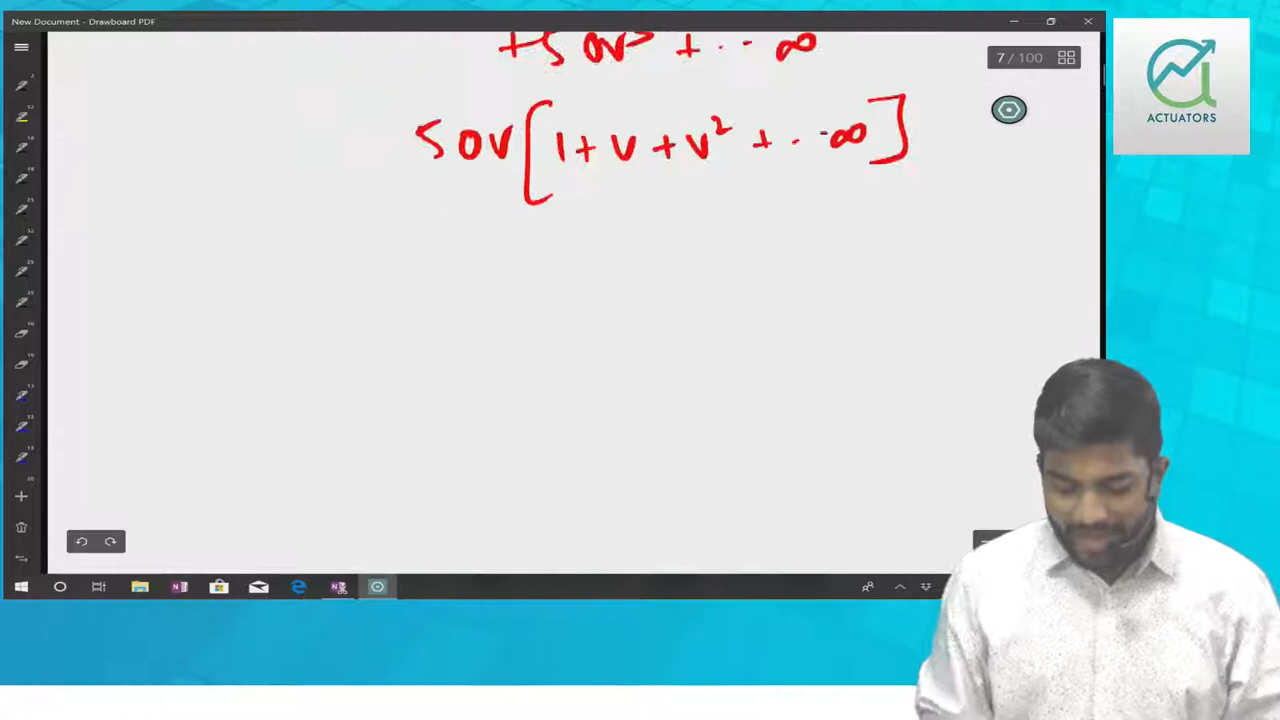 New Document - Drawboard PDF
+50v³ + ... ∞
7 / 100
50v[1+v+v²+...∞]
ACTUATORS